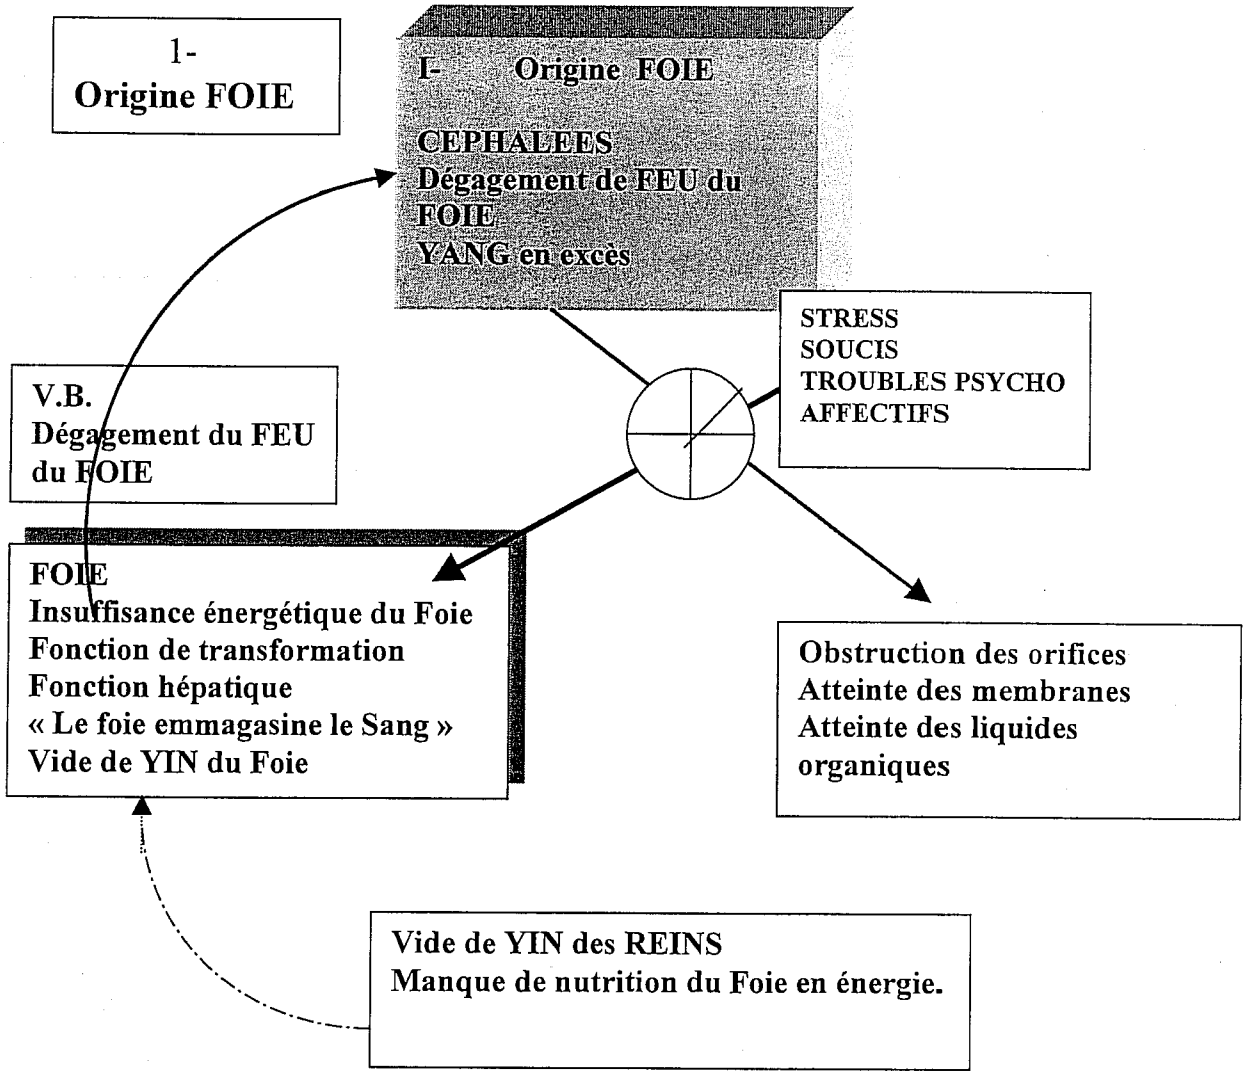 1-
Origine FOIE
I- Origine FOIE
CEPHALEES
Dégagement de FEU du
FOIE
YANG en excès
STRESS
SOUCIS
TROUBLES PSYCHO
AFFECTIFS
V.B.
Dégagement du FEU
du FOIE
FOIE
Insuffisance énergétique du Foie
Fonction de transformation
Fonction hépatique
« Le foie emmagasine le Sang »
Vide de YIN du Foie
Obstruction des orifices
Atteinte des membranes
Atteinte des liquides
organiques
Vide de YIN des REINS
Manque de nutrition du Foie en énergie.